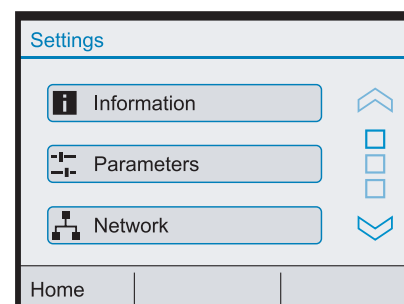 Settings
Information
Parameters
Network
Home